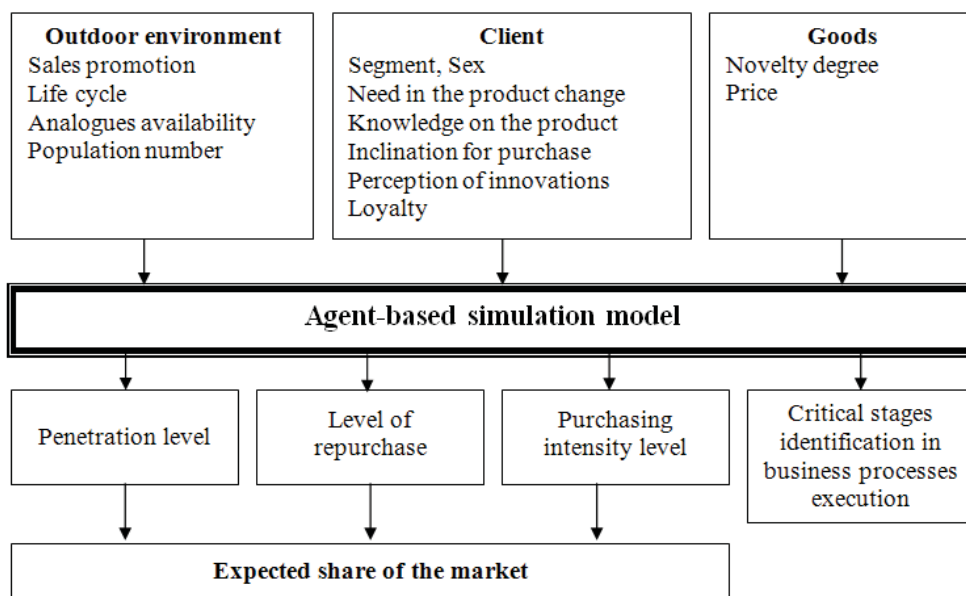 Outdoor environment
Sales promotion
Life cycle
Analogues availability
Population number
Client
Segment, Sex
Need in the product change
Knowledge on the product
Inclination for purchase
Perception of innovations
Loyalty
Goods
Novelty degree
Price
Agent-based simulation model
Penetration level
Level of
repurchase
Purchasing
intensity level
Critical stages
identification in
business processes
execution
Expected share of the market